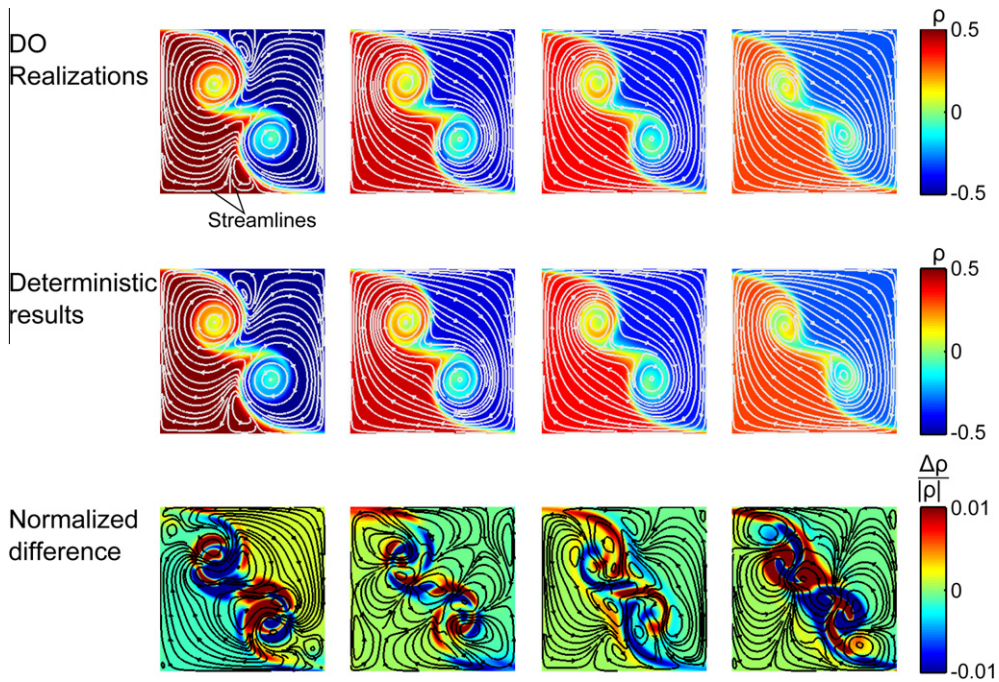 DO
Realizations
ρ
0.5
0
-0.5
Streamlines
Deterministic
results
ρ
0.5
0
-0.5
Normalized
difference
Δρ
|ρ|
0.01
0
-0.01